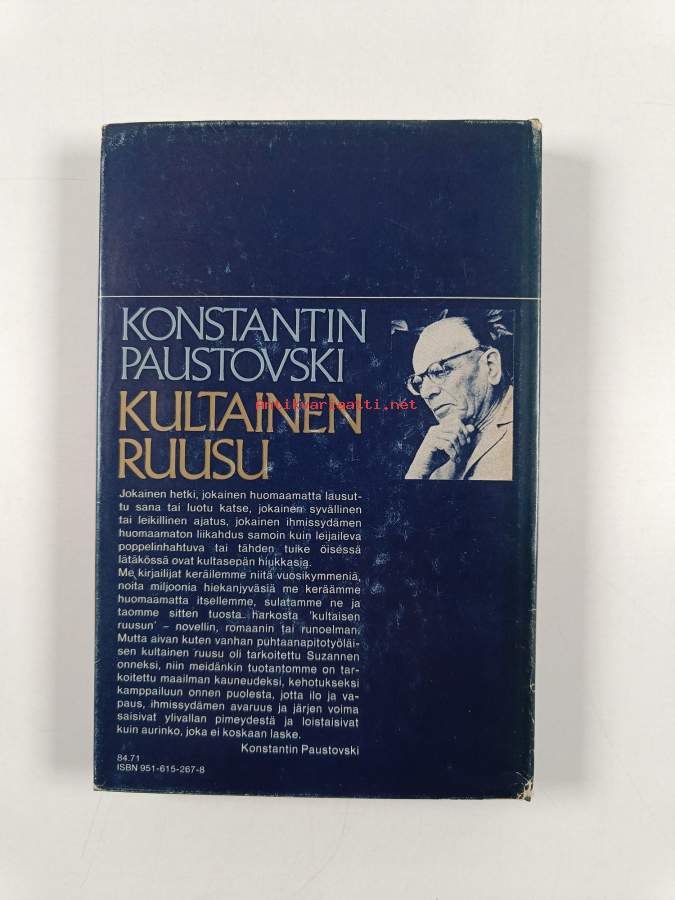 KONSTANTIN
PAUSTOVSKI
KULTAINEN
antikvariaatti.net
RUUSU
Jokainen hetki, jokainen huomaamatta lausut-
tu sana tai luotu katse, jokainen syvällinen
tai leikillinen ajatus, jokainen ihmissydämen
huomaamaton liikahdus samoin kuin leijaileva
poppelinhahtuva tai tähden tuike öisessä
lätäkössä ovat kultasepän hiukkasia.
Me kirjailijat keräilemme niitä vuosikymmeniä,
noita miljoonia hiekanjyväsiä me keräämme
huomaamatta itsellemme, sulatamme ne ja
taomme sitten tuosta harkosta 'kultaisen
ruusun' – novellin, romaanin tai runoelman.
Mutta aivan kuten vanhan puhtaanapitotyöläi-
sen kultainen ruusu oli tarkoitettu Suzannen
onneksi, niin meidänkin tuotantomme on tar-
koitettu maailman kauneudeksi, kehotukseksi
kamppailuun onnen puolesta, jotta ilo ja va-
paus, ihmissydämen avaruus ja järjen voima
saisivat ylivallan pimeydestä ja loistaisivat
kuin aurinko, joka ei koskaan laske.
Konstantin Paustovski
84.71
ISBN 951-615-267-8